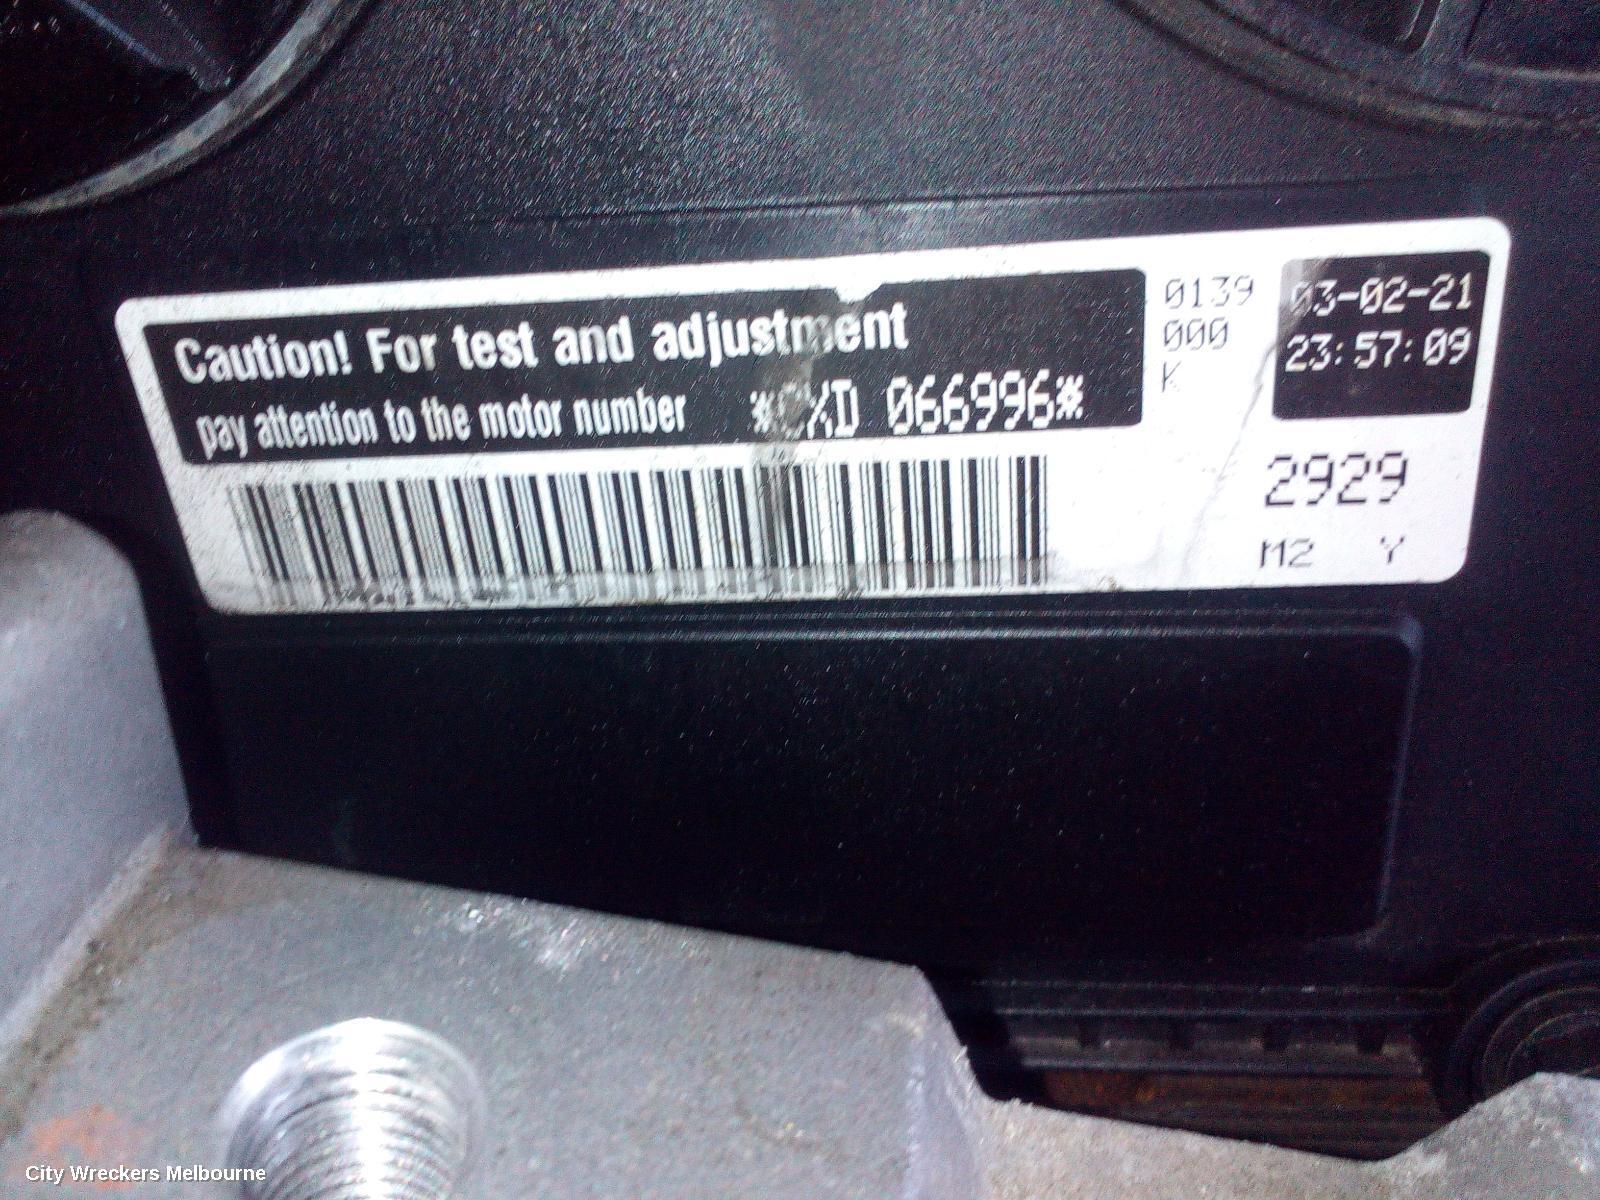 Caution! For test and adjustment
pay attention to the motor number *CXD 066996*
0139
000
K
03-02-21
23:57:09
2929
M2 Y
City Wreckers Melbourne